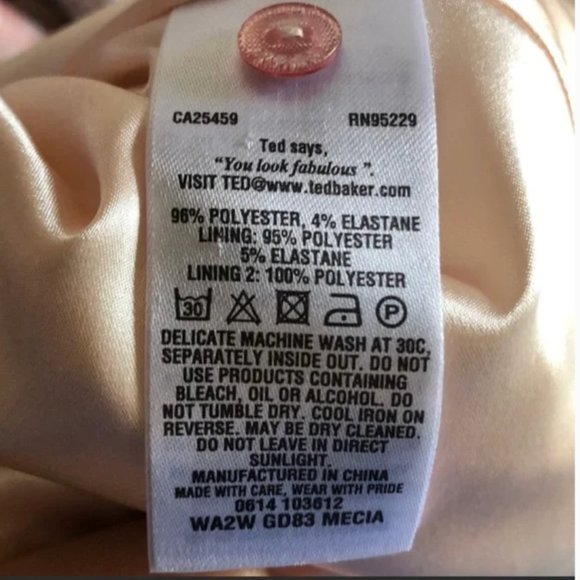 CA25459 RN95229
Ted says,
"You look fabulous ".
VISIT TED@www.tedbaker.com
96% POLYESTER, 4% ELASTANE
LINING: 95% POLYESTER
5% ELASTANE
LINING 2: 100% POLYESTER
30 P
DELICATE MACHINE WASH AT 30C,
SEPARATELY INSIDE OUT. DO NOT
USE PRODUCTS CONTAINING
BLEACH, OIL OR ALCOHOL. DO
NOT TUMBLE DRY. COOL IRON ON
REVERSE. MAY BE DRY CLEANED.
DO NOT LEAVE IN DIRECT
SUNLIGHT.
MANUFACTURED IN CHINA
MADE WITH CARE, WEAR WITH PRIDE
0614 103612
WA2W GD83 MECIA